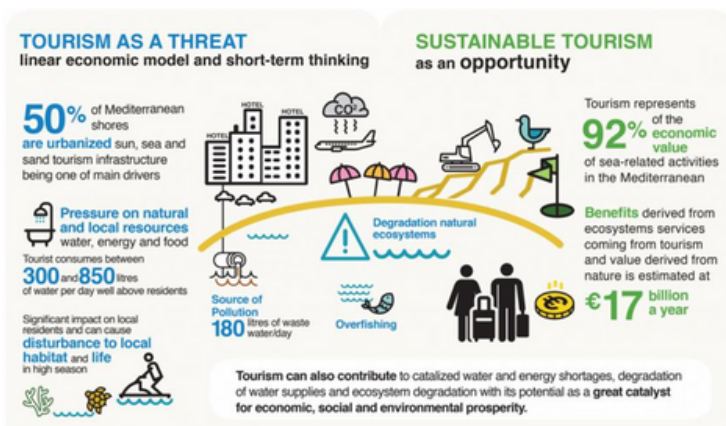 TOURISM AS A THREAT
linear economic model and short-term thinking
50% of Mediterranean
shores
are urbanized sun, sea and
sand tourism infrastructure
being one of main drivers
Pressure on natural
and local resources
water, energy and food
Tourist consumes between
300 and 850 litres
of water per day well above residents
Significant impact on local
residents and can cause
disturbance to local
habitat and life
in high season
HOTEL
HOTEL
HOTEL
CO2
Degradation natural
ecosystems
Source of
Pollution
180 litres of waste
water/day
Overfishing
SUSTAINABLE TOURISM
as an opportunity
Tourism represents
92% of the
economic
value
of sea-related activities
in the Mediterranean
Benefits derived from
ecosystems services
coming from tourism
and value derived from
nature is estimated at
€17 billion
a year
Tourism can also contribute to catalized water and energy shortages, degradation
of water supplies and ecosystem degradation with its potential as a great catalyst
for economic, social and environmental prosperity.